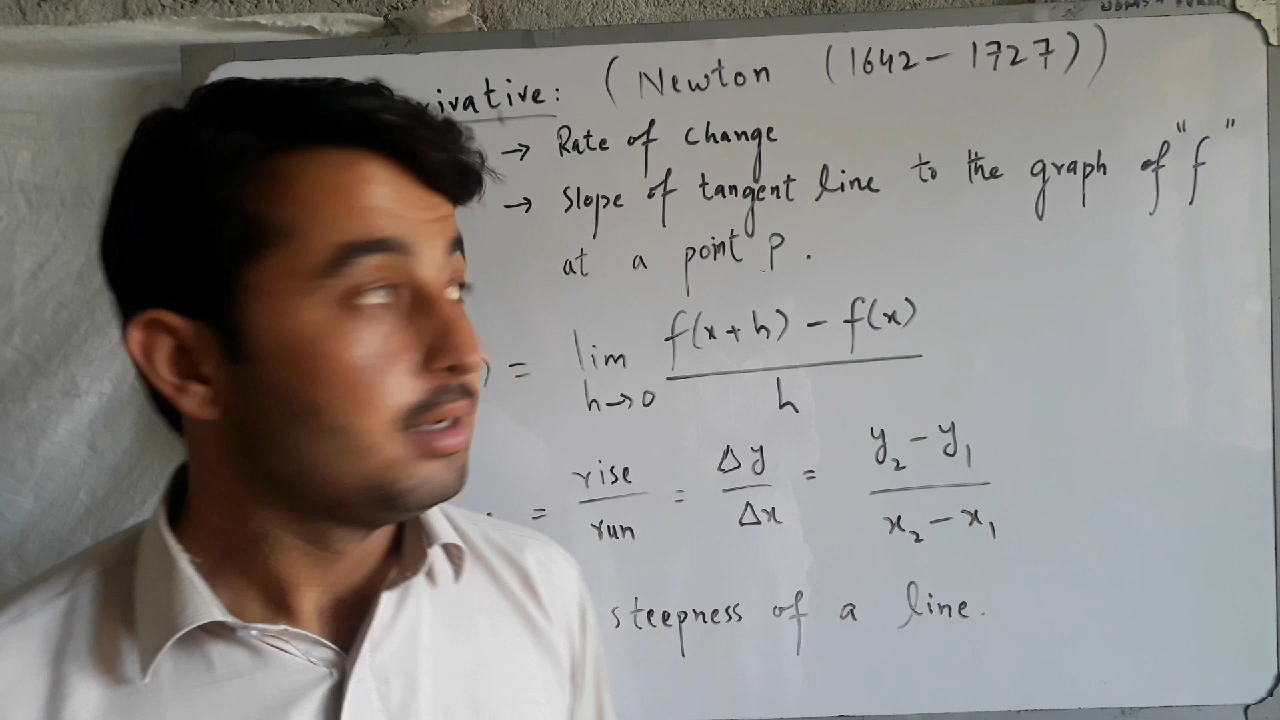 rivative: (Newton (1642 – 1727))
→ Rate of change
→ Slope of tangent line to the graph of "f"
at a point P.
) = lim h→0 f(x+h) – f(x) / h
= rise / run = Δy / Δx = y₂ – y₁ / x₂ – x₁
steepness of a line.